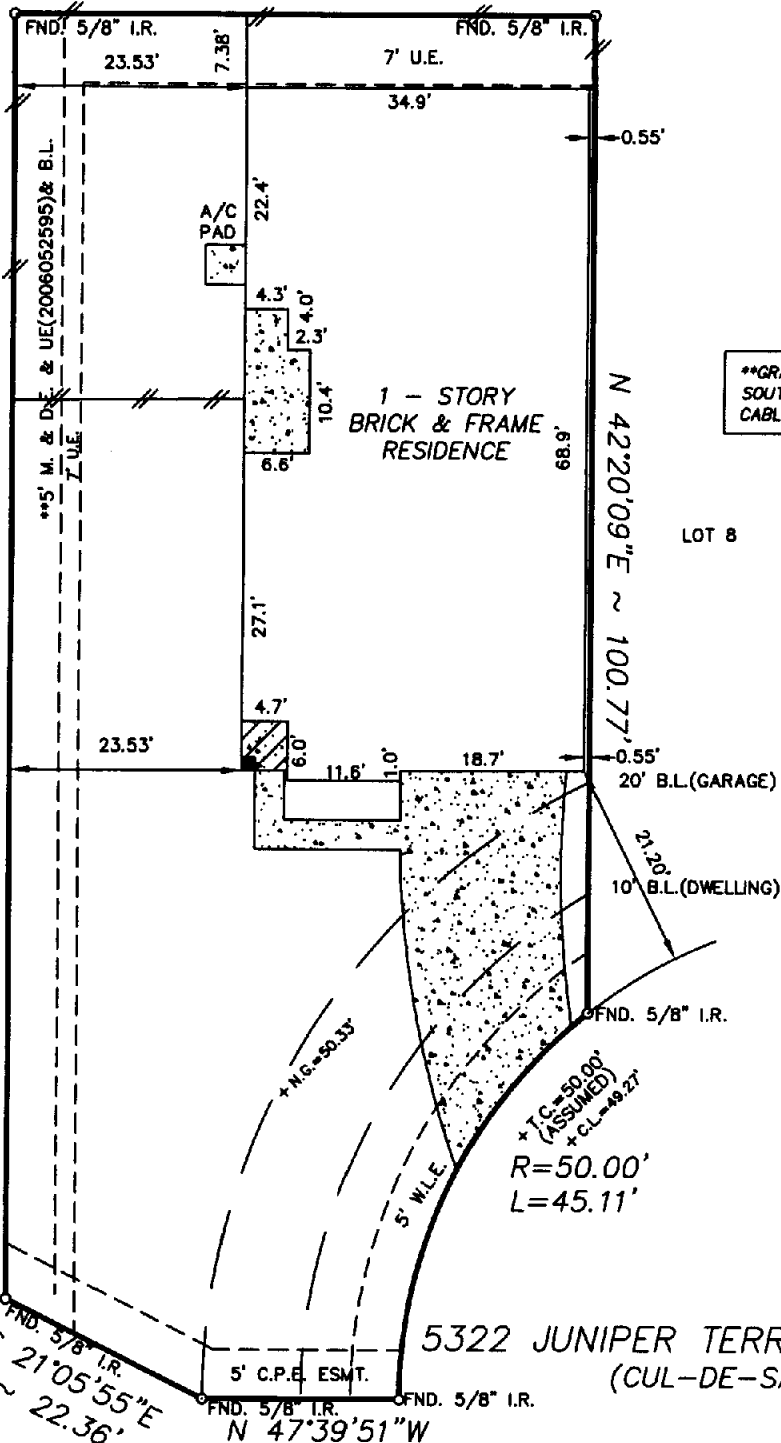 FND. 5/8" I.R.
FND. 5/8" I.R.
23.53'
7.38'
7' U.E.
34.9'
0.55'
**5' M. & D.E. & UE(2006052595)& B.L.
7' U.E.
22.4'
A/C
PAD
4.3'
4.0'
2.3'
10.4'
6.6'
1 - STORY
BRICK & FRAME
RESIDENCE
68.9'
N 42°20'09"E ~ 100.77'
**GR
SOUT
CABL
LOT 8
27.1'
4.7'
23.53'
6.0'
11.6'
1.0'
18.7'
0.55'
20' B.L.(GARAGE)
21.20'
10' B.L.(DWELLING)
FND. 5/8" I.R.
+ N.G.=50.33'
+ T.C.=50.00'
(ASSUMED)
+ C.L.=49.27'
R=50.00'
L=45.11'
5' W.L.E.
5322 JUNIPER TERR
(CUL-DE-S
FND. 5/8" I.R.
21°05'55"E
~ 22.36'
5' C.P.E. ESMT.
FND. 5/8" I.R.
FND. 5/8" I.R.
N 47°39'51"W